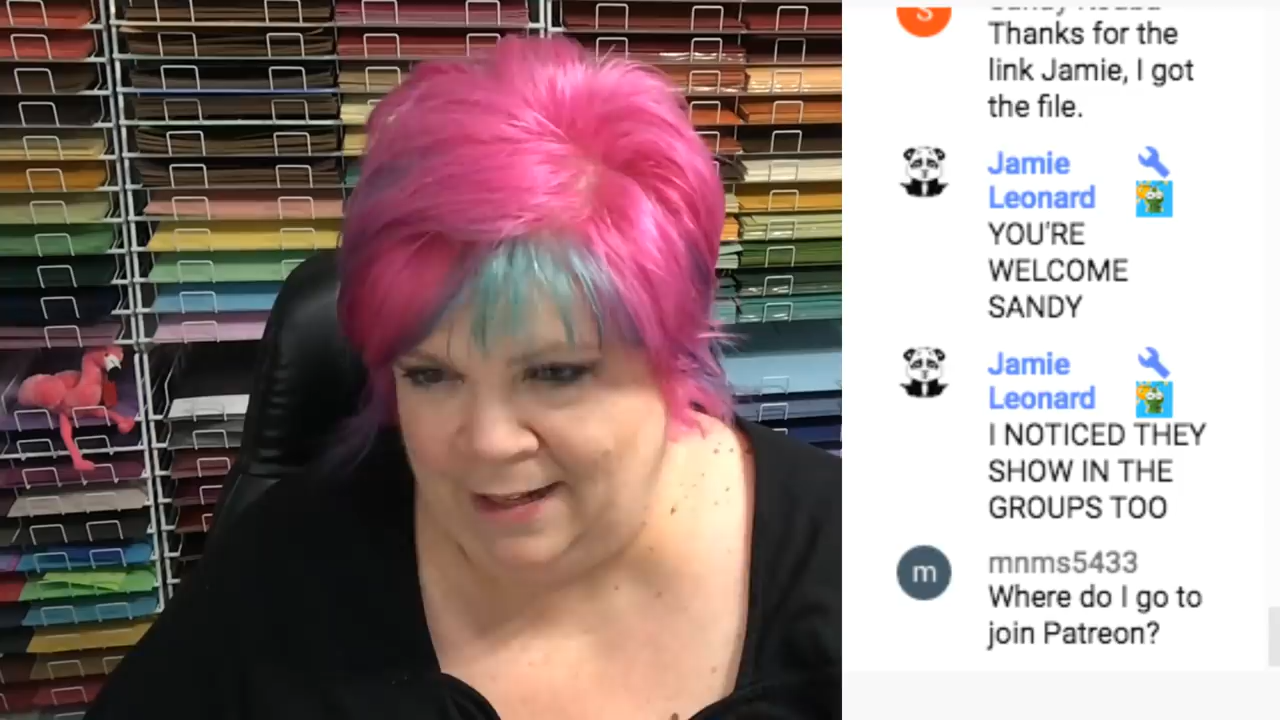 Thanks for the
link Jamie, I got
the file.
Jamie
Leonard
YOU'RE
WELCOME
SANDY
Jamie
Leonard
I NOTICED THEY
SHOW IN THE
GROUPS TOO
m
mnms5433
Where do I go to
join Patreon?